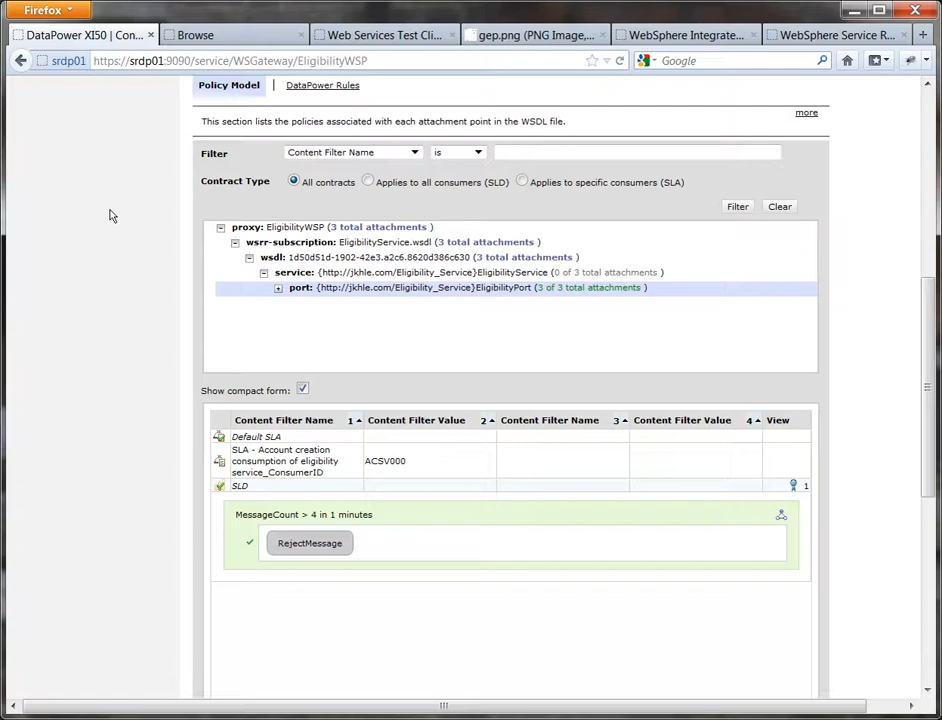 Firefox
DataPower XI50 | Con... Browse Web Services Test Cli... gep.png (PNG Image,... WebSphere Integrate... WebSphere Service R...
srdp01 https://srdp01:9090/service/WSGateway/EligibilityWSP Google
Policy Model | DataPower Rules
more
This section lists the policies associated with each attachment point in the WSDL file.
Filter Content Filter Name is
Contract Type All contracts Applies to all consumers (SLD) Applies to specific consumers (SLA)
Filter Clear
proxy: EligibilityWSP (3 total attachments )
wsrr-subscription: EligibilityService.wsdl (3 total attachments )
wsdl: 1d50d51d-1902-42e3.a2c6.8620d386c630 (3 total attachments )
service: {http://jkhle.com/Eligibility_Service}EligibilityService (0 of 3 total attachments )
port: {http://jkhle.com/Eligibility_Service}EligibilityPort (3 of 3 total attachments )
Show compact form:
Content Filter Name 1 Content Filter Value 2 Content Filter Name 3 Content Filter Value 4 View
Default SLA
SLA - Account creation
consumption of eligibility ACSV000
service_ConsumerID
SLD 1
MessageCount > 4 in 1 minutes
RejectMessage